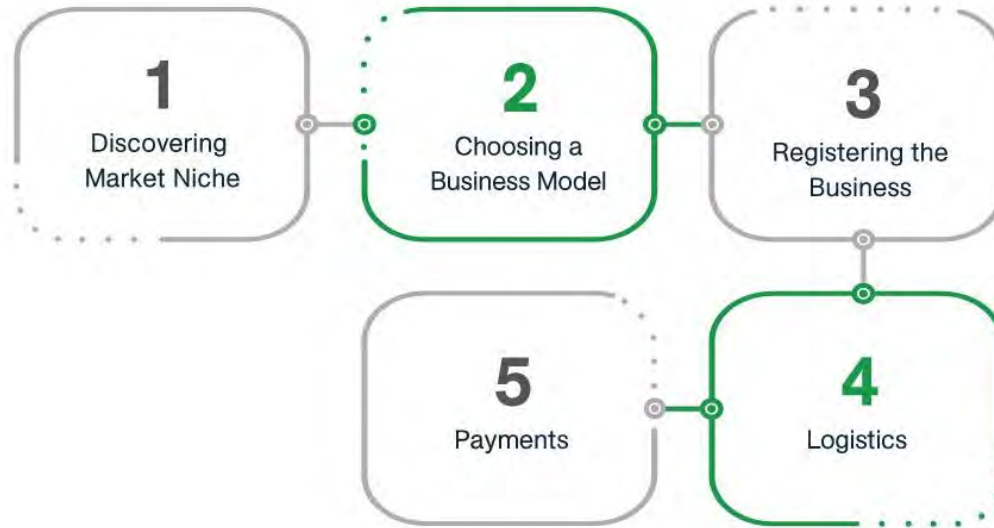 1
Discovering
Market Niche
2
Choosing a
Business Model
3
Registering the
Business
4
Logistics
5
Payments